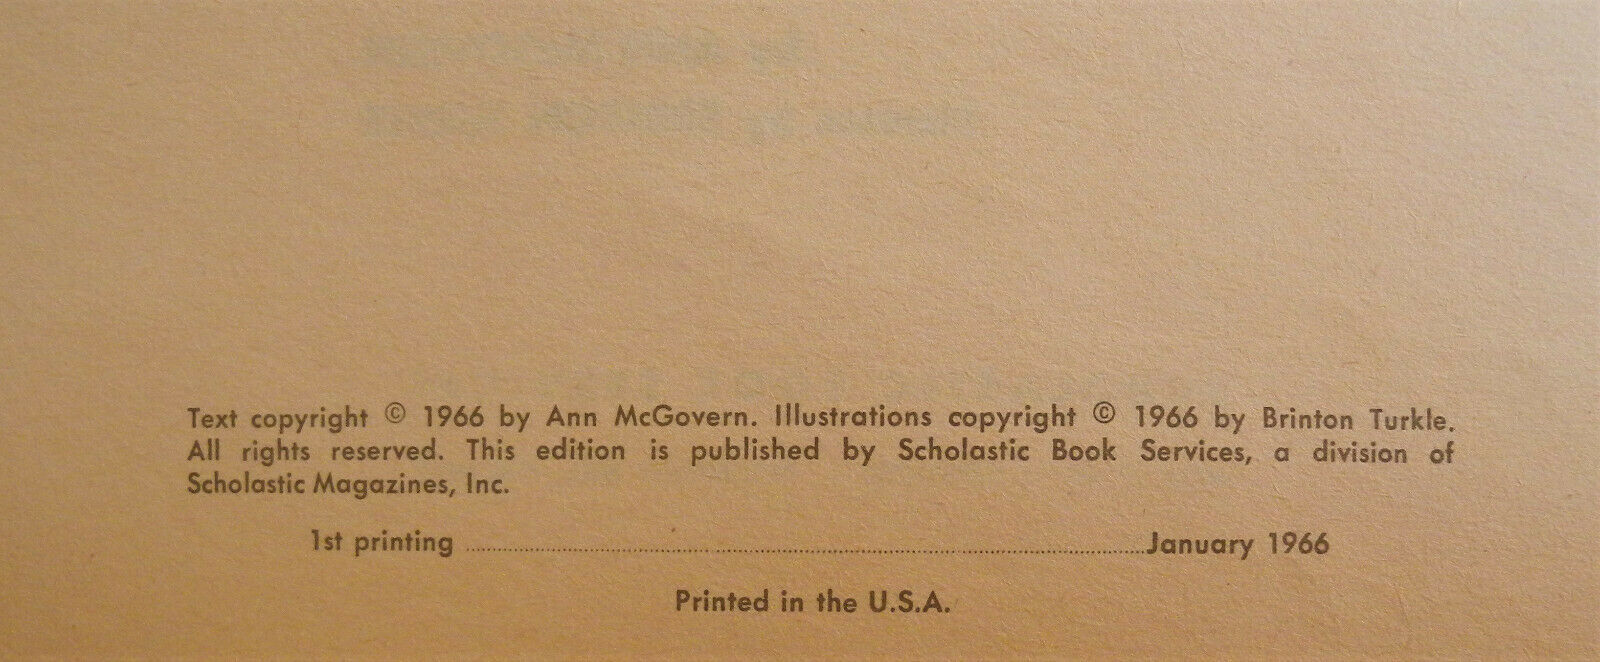 Text copyright © 1966 by Ann McGovern. Illustrations copyright © 1966 by Brinton Turkle.
All rights reserved. This edition is published by Scholastic Book Services, a division of
Scholastic Magazines, Inc.
1st printing ........................................................................................................................ January 1966
Printed in the U.S.A.